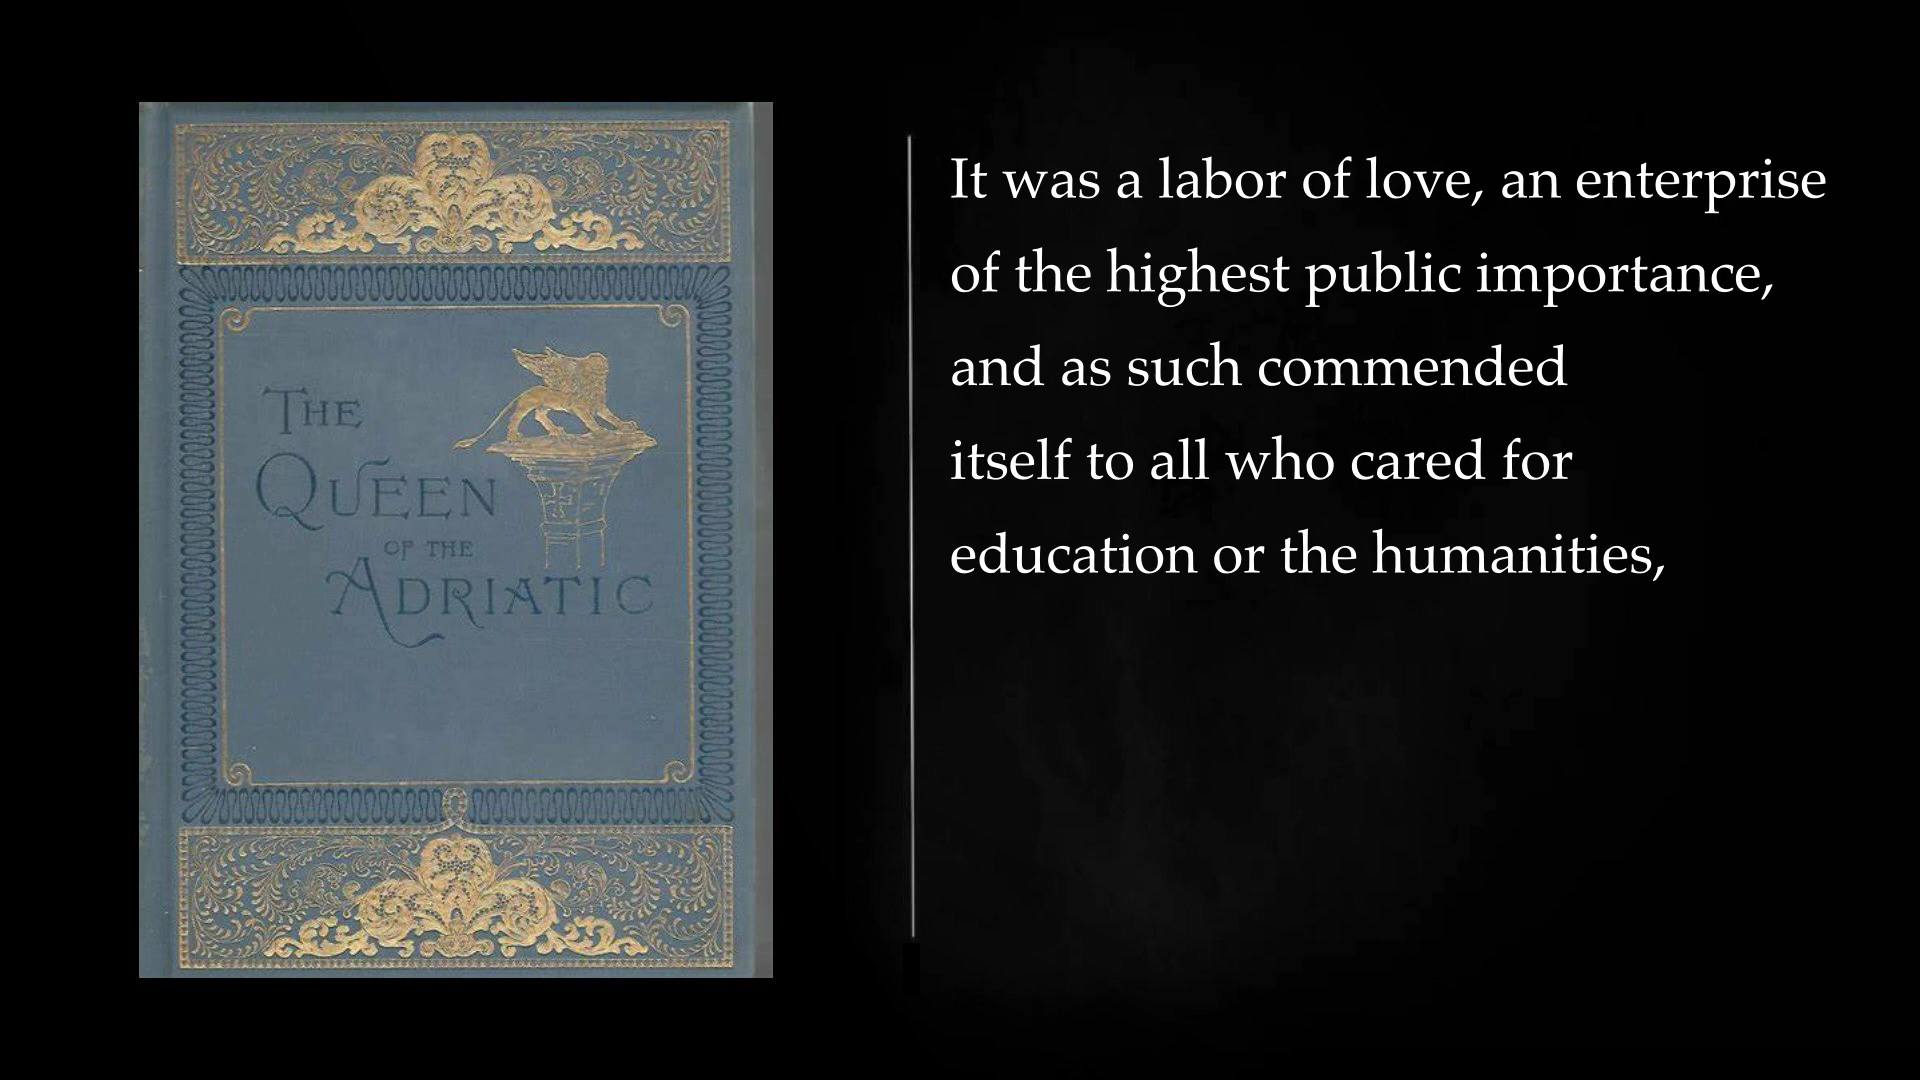 THE
QUEEN
OF THE
ADRIATIC
It was a labor of love, an enterprise
of the highest public importance,
and as such commended
itself to all who cared for
education or the humanities,